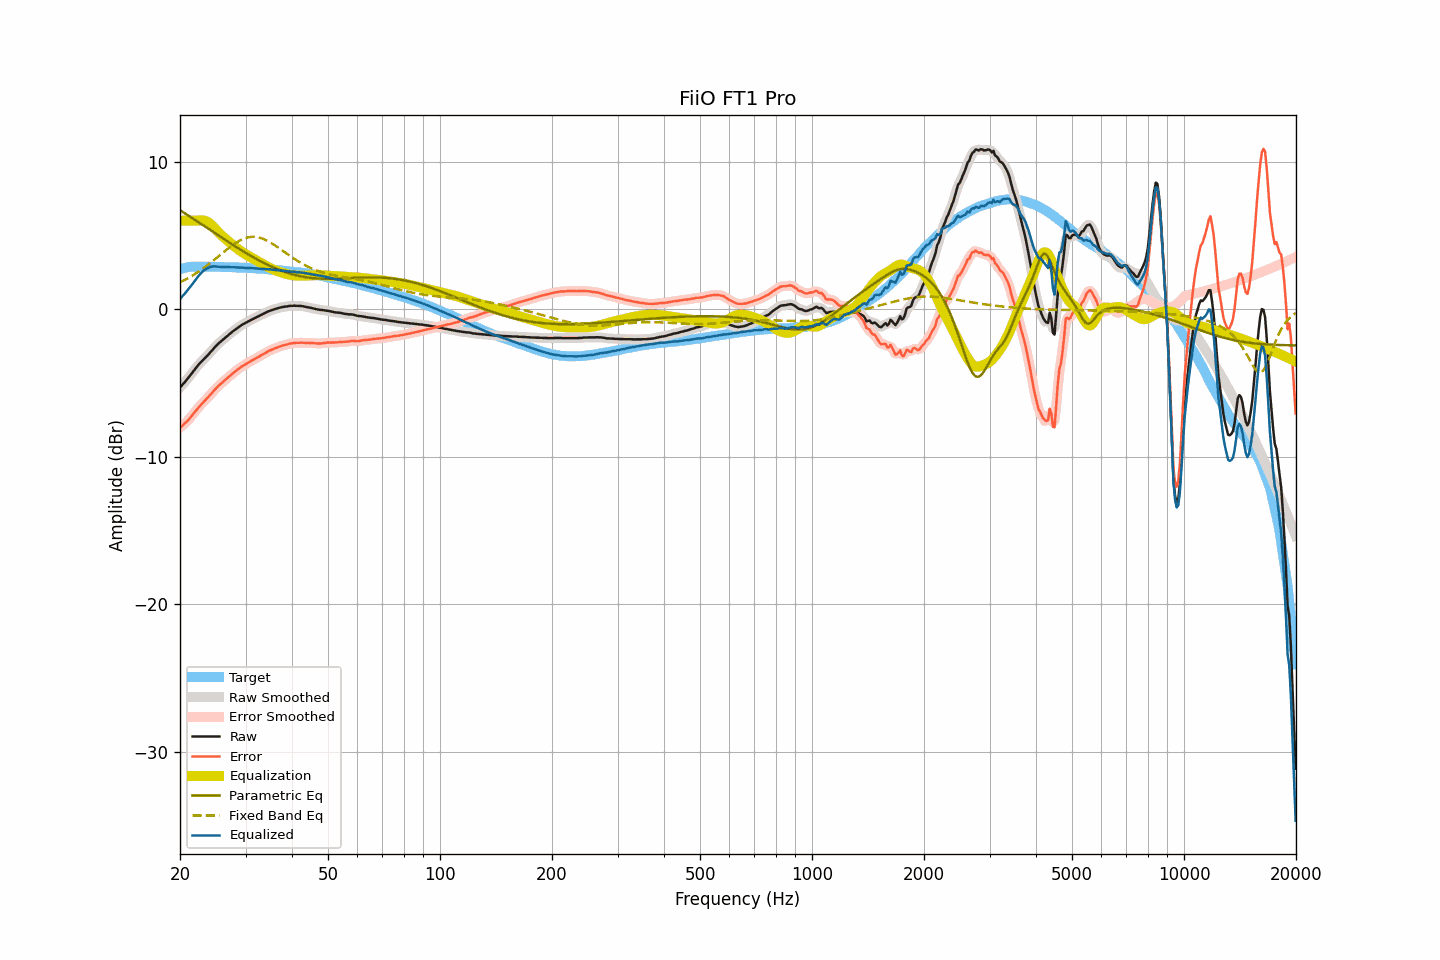 FiiO FT1 Pro
Amplitude (dBr)
10
0
−10
−20
−30
Target
Raw Smoothed
Error Smoothed
Raw
Error
Equalization
Parametric Eq
Fixed Band Eq
Equalized
20 50 100 200 500 1000 2000 5000 10000 20000
Frequency (Hz)